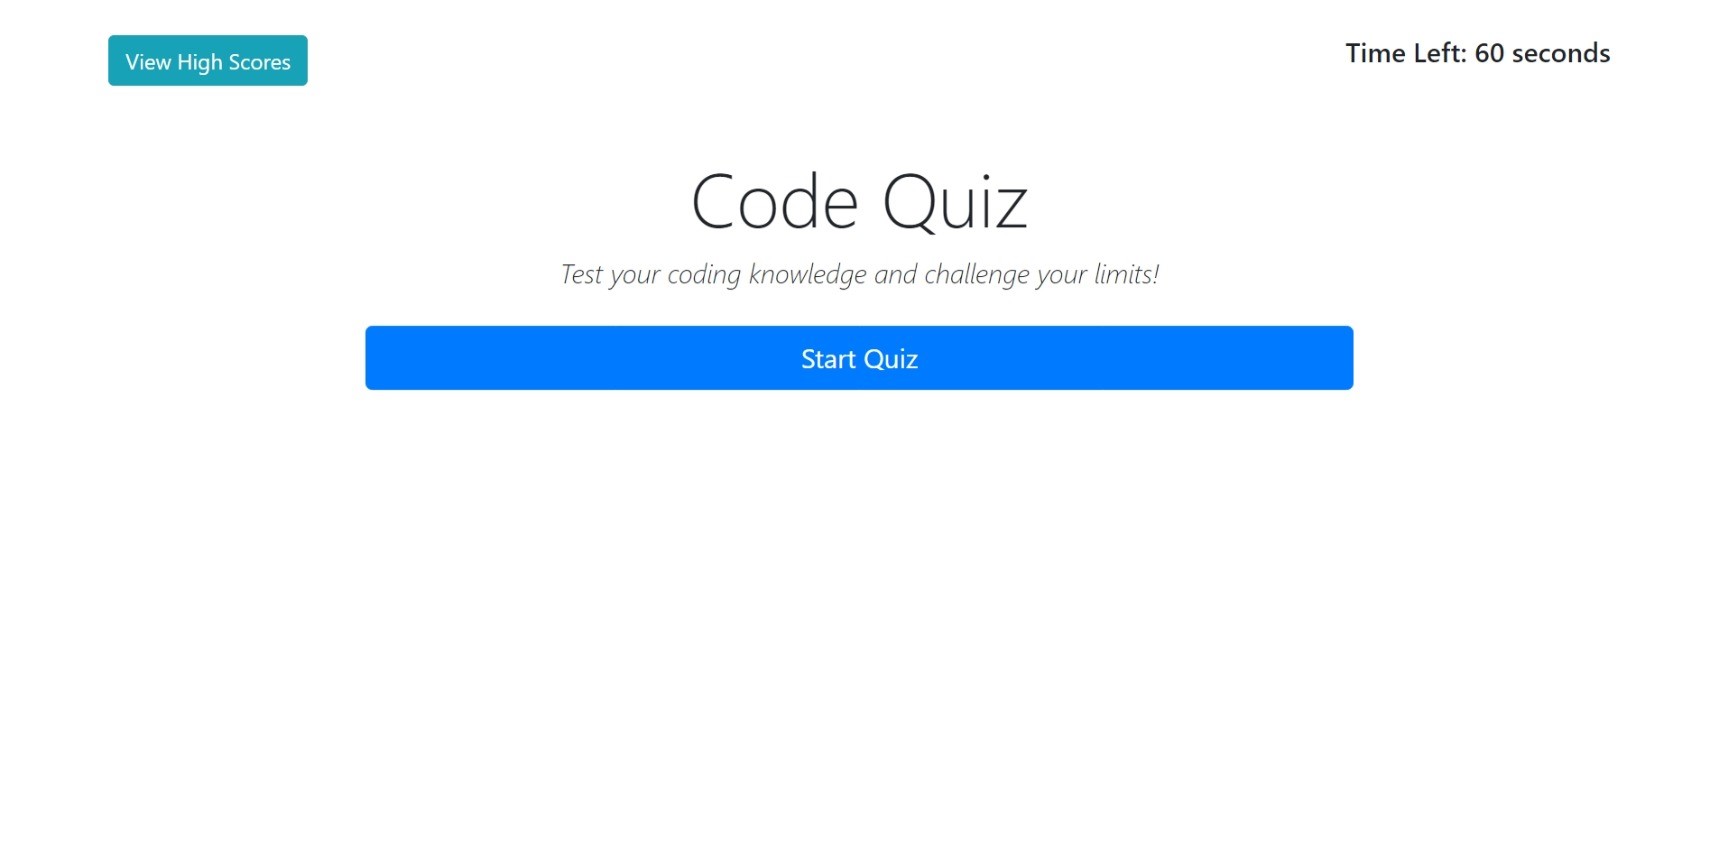 View High Scores
Time Left: 60 seconds
Code Quiz
Test your coding knowledge and challenge your limits!
Start Quiz